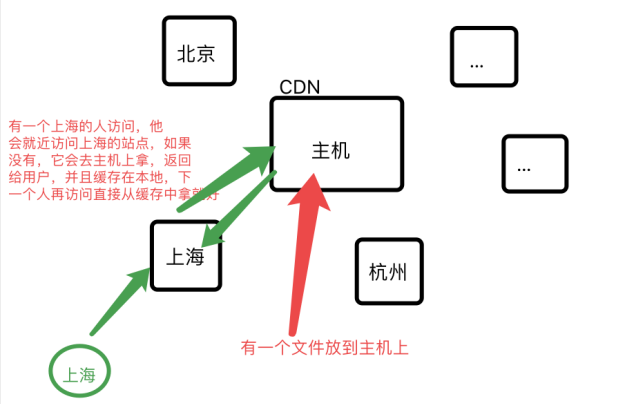 北京
...
CDN
主机
有一个上海的人访问，他
会就近访问上海的站点，如果
没有，它会去主机上拿，返回
给用户，并且缓存在本地，下
一个人再访问直接从缓存中拿就好
...
上海
杭州
有一个文件放到主机上
上海